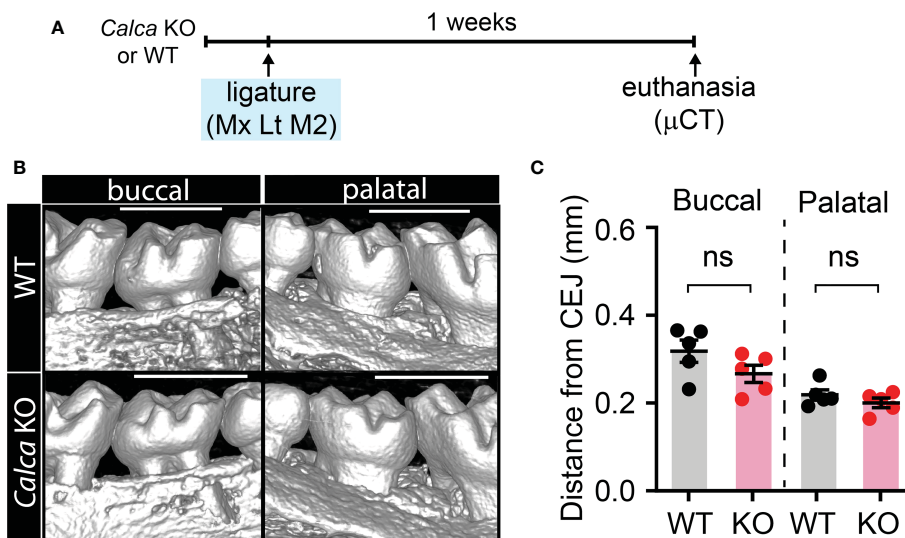 A
Calca KO
or WT
1 weeks
ligature
(Mx Lt M2)
euthanasia
(μCT)
B
buccal
palatal
WT
Calca KO
C
Buccal
Palatal
Distance from CEJ (mm)
0.6
0.4
0.2
0.0
ns
ns
WT
KO
WT
KO